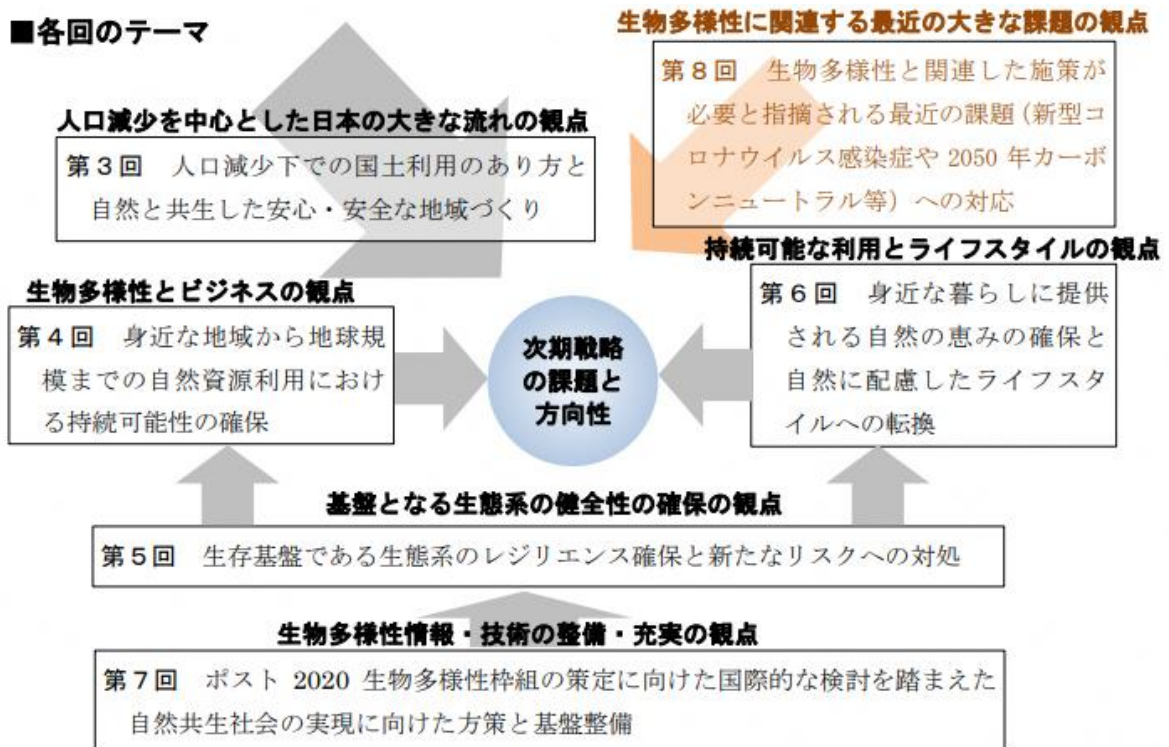 ■各回のテーマ
生物多様性に関連する最近の大きな課題の観点
第8回 生物多様性と関連した施策が
必要と指摘される最近の課題(新型コ
ロナウイルス感染症や 2050 年カーボ
ンニュートラル等)への対応
人口減少を中心とした日本の大きな流れの観点
第3回 人口減少下での国土利用のあり方と
自然と共生した安心・安全な地域づくり
生物多様性とビジネスの観点
第4回 身近な地域から地球規
模までの自然資源利用におけ
る持続可能性の確保
次期戦略
の課題と
方向性
持続可能な利用とライフスタイルの観点
第6回 身近な暮らしに提供
される自然の恵みの確保と
自然に配慮したライフスタ
イルへの転換
基盤となる生態系の健全性の確保の観点
第5回 生存基盤である生態系のレジリエンス確保と新たなリスクへの対処
生物多様性情報・技術の整備・充実の観点
第7回 ポスト 2020 生物多様性枠組の策定に向けた国際的な検討を踏まえた
自然共生社会の実現に向けた方策と基盤整備